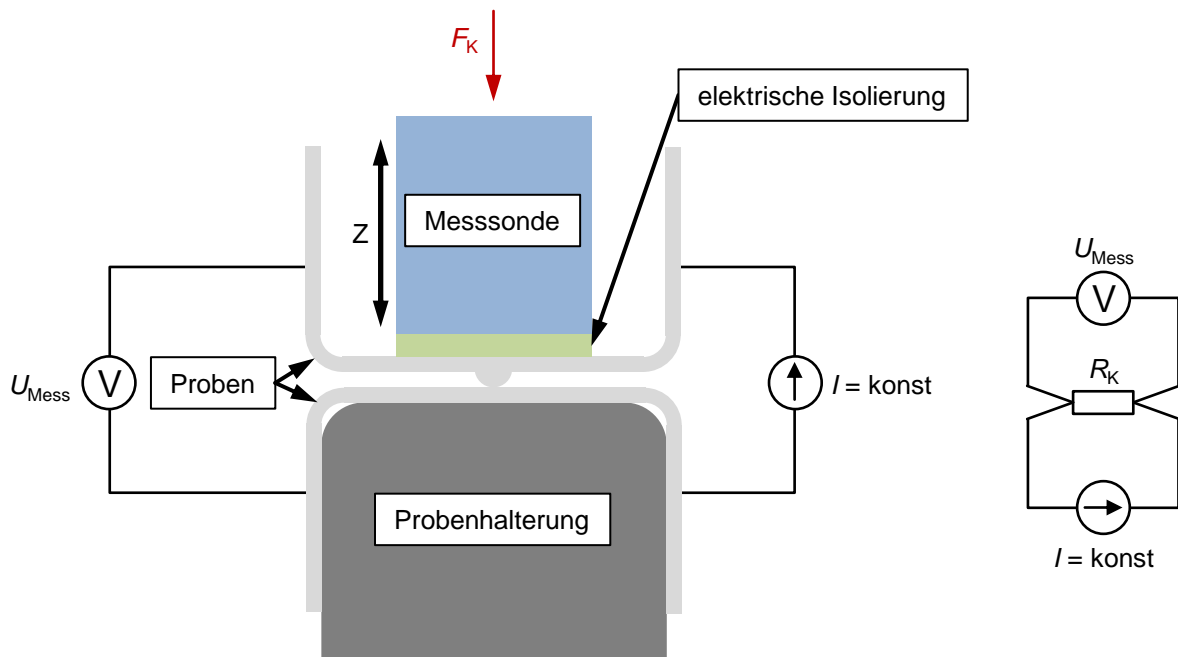 F_K
elektrische Isolierung
Messsonde
Z
U_Mess
V
Proben
I = konst
Probenhalterung
U_Mess
V
R_K
I = konst